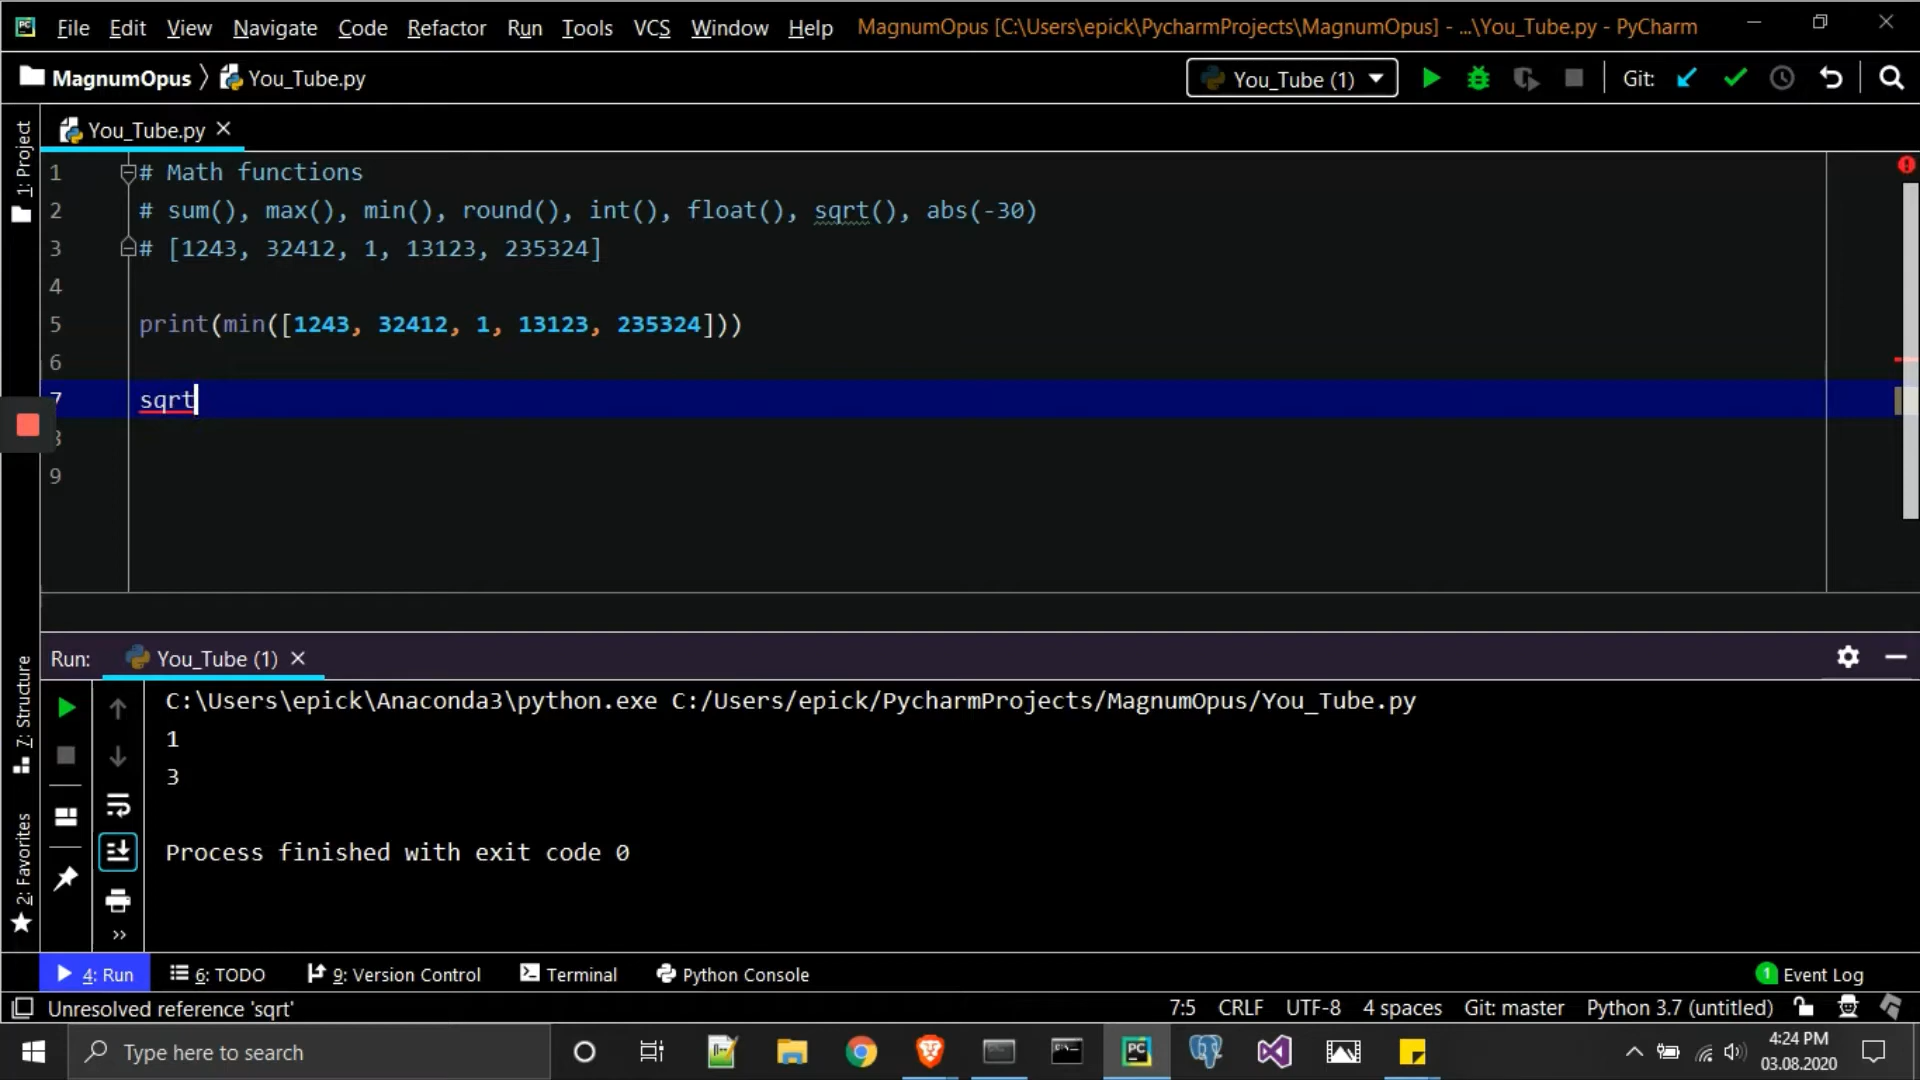 File Edit View Navigate Code Refactor Run Tools VCS Window Help MagnumOpus [C:\Users\epick\PycharmProjects\MagnumOpus] - ...\You_Tube.py - PyCharm
MagnumOpus You_Tube.py You_Tube (1) Git:
You_Tube.py
1: Project
1 # Math functions
2 # sum(), max(), min(), round(), int(), float(), sqrt(), abs(-30)
3 # [1243, 32412, 1, 13123, 235324]
4
5 print(min([1243, 32412, 1, 13123, 235324]))
6
7 sqrt
8
9
Run: You_Tube (1)
7: Structure
2: Favorites
C:\Users\epick\Anaconda3\python.exe C:/Users/epick/PycharmProjects/MagnumOpus/You_Tube.py
1
3
Process finished with exit code 0
4: Run 6: TODO 9: Version Control Terminal Python Console 1 Event Log
Unresolved reference 'sqrt' 7:5 CRLF UTF-8 4 spaces Git: master Python 3.7 (untitled)
Type here to search
PC
4:24 PM
03.08.2020